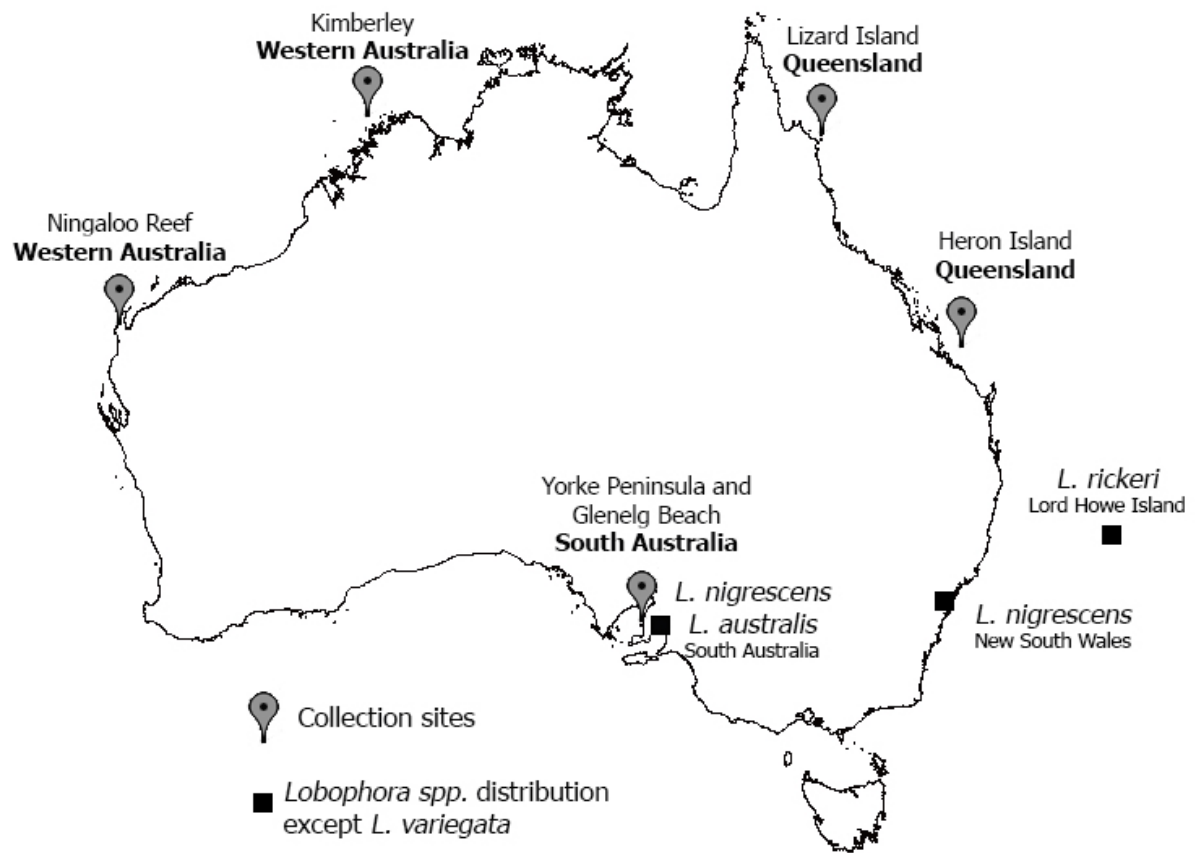 Kimberley
Western Australia
Lizard Island
Queensland
Ningaloo Reef
Western Australia
Heron Island
Queensland
Yorke Peninsula and
Glenelg Beach
South Australia
L. rickeri
Lord Howe Island
L. nigrescens
L. australis
South Australia
L. nigrescens
New South Wales
Collection sites
Lobophora spp. distribution
except L. variegata